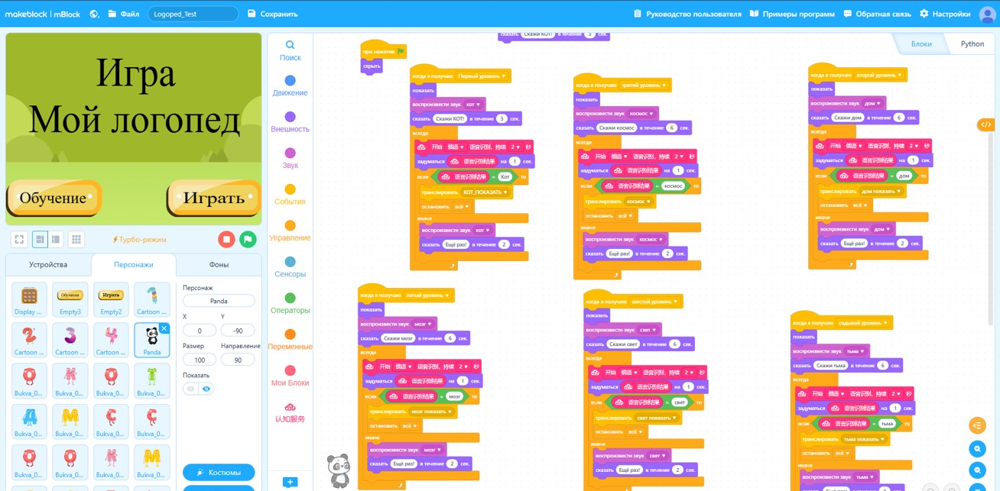 makeblock | mBlock
Файл
Logoped_Test
Сохранить
Руководство пользователя
Примеры программ
Обратная связь
Настройки
Игра
Мой логопед
Обучение
Играть
Турбо-режим
Устройства
Персонажи
Фоны
Display ...
Empty3
Empty2
Cartoon ...
Cartoon ...
Cartoon ...
Cartoon ...
Panda
Bukva_0...
Bukva_0...
Bukva_0...
Bukva_0...
Bukva_0...
Bukva_0...
Bukva_0...
Bukva_0...
Bukva_0...
Bukva_0...
Bukva_0...
Bukva_0...
Персонаж
Panda
X
Y
0
-90
Размер
Направление
100
90
Показать
Костюмы
Поиск
Движение
Внешность
Звук
События
Управление
Сенсоры
Операторы
Переменные
Мои Блоки
认知服务
Блоки
Python
сказать Скажи КОТ! в течение 3 сек.
при нажатии
скрыть
когда я получаю Первый уровень
показать
воспроизвести звук кот
сказать Скажи КОТ! в течение 3 сек.
всегда
开始 俄语 语音识别，持续 2 秒
задуматься 语音识别结果 на 1 сек.
если 语音识别结果 = Кот то
транслировать КОТ_ПОКАЗАТЬ
остановить всё
иначе
воспроизвести звук кот
сказать Ещё раз! в течение 2 сек.
когда я получаю третий уровень
показать
воспроизвести звук космос
сказать Скажи космос в течение 6 сек.
всегда
开始 俄语 语音识别，持续 2 秒
задуматься 语音识别结果 на 1 сек.
если 语音识别结果 = космос то
транслировать космос
остановить всё
иначе
воспроизвести звук космос
сказать Ещё раз! в течение 2 сек.
когда я получаю второй уровень
показать
воспроизвести звук дом
сказать Скажи дом в течение 6 сек.
всегда
开始 俄语 语音识别，持续 2 秒
задуматься 语音识别结果 на 1 сек.
если 语音识别结果 = дом то
транслировать дом показать
остановить всё
иначе
воспроизвести звук дом
сказать Ещё раз! в течение 2 сек.
когда я получаю пятый уровень
показать
воспроизвести звук мозг
сказать Скажи мозг в течение 6 сек.
всегда
开始 俄语 语音识别，持续 2 秒
задуматься 语音识别结果 на 1 сек.
если 语音识别结果 = мозг то
транслировать мозг показать
остановить всё
иначе
воспроизвести звук мозг
сказать Ещё раз! в течение 2 сек.
когда я получаю шестой уровень
показать
воспроизвести звук свет
сказать Скажи свет в течение 6 сек.
всегда
开始 俄语 语音识别，持续 2 秒
задуматься 语音识别结果 на 1 сек.
если 语音识别结果 = свет то
транслировать свет показать
остановить всё
иначе
воспроизвести звук свет
сказать Ещё раз! в течение 2 сек.
когда я получаю седьмой уровень
показать
воспроизвести звук тьма
сказать Скажи тьма в течение 6 сек.
всегда
开始 俄语 语音识别，持续 2 秒
задуматься 语音识别结果 на 1 сек.
если 语音识别结果 = тьма то
транслировать тьма показать
остановить всё
иначе
воспроизвести звук тьма